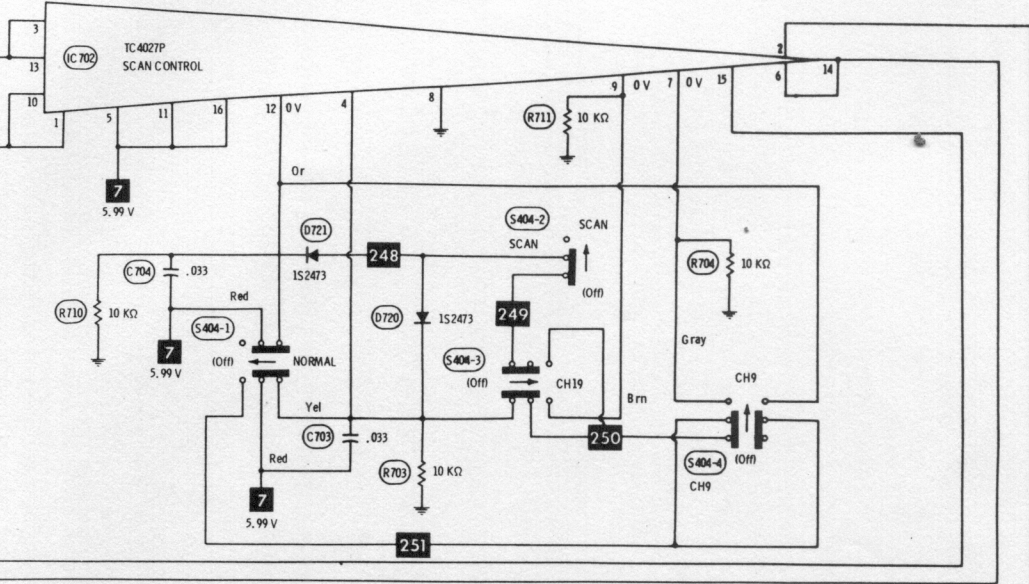 3
IC702
TC4027P
SCAN CONTROL
13
10
1
5
11
16
12
0 V
4
8
9
0 V
7
15
2
6
14
R711
10 KΩ
7
5.99 V
Or
S404-2
SCAN
SCAN
(Off)
D721
1S2473
248
C704
.033
R710
10 KΩ
Red
S404-1
7
5.99 V
(Off)
NORMAL
D720
1S2473
249
S404-3
(Off)
CH19
R704
10 KΩ
Gray
Brn
CH9
Yel
C703
.033
250
S404-4
(Off)
CH9
Red
R703
10 KΩ
7
5.99 V
251